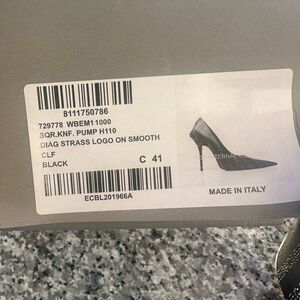 8111750786
729778 WBEM11000
SQR.KNF. PUMP H110
DIAG STRASS LOGO ON SMOOTH
CLF
BLACK
C 41
MADE IN ITALY
ECBL201966A